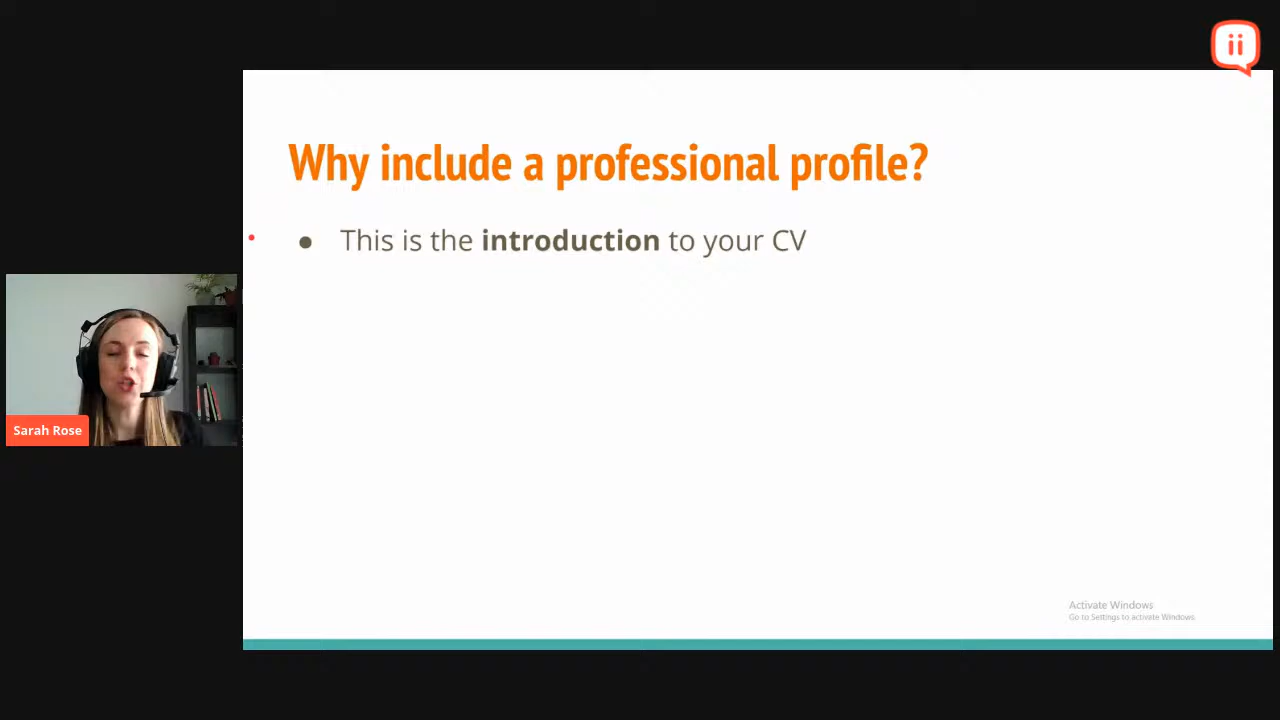 Why include a professional profile?
● This is the introduction to your CV
Sarah Rose
Activate Windows
Go to Settings to activate Windows.